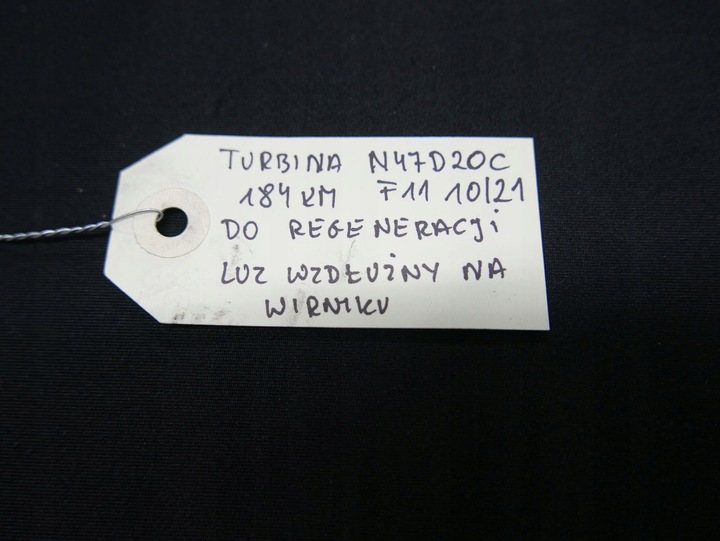 TURBINA N47D20C
184 KM F11 10/21
DO REGENERACJi
LUZ WZDŁUŻNY NA
WIRNIKU